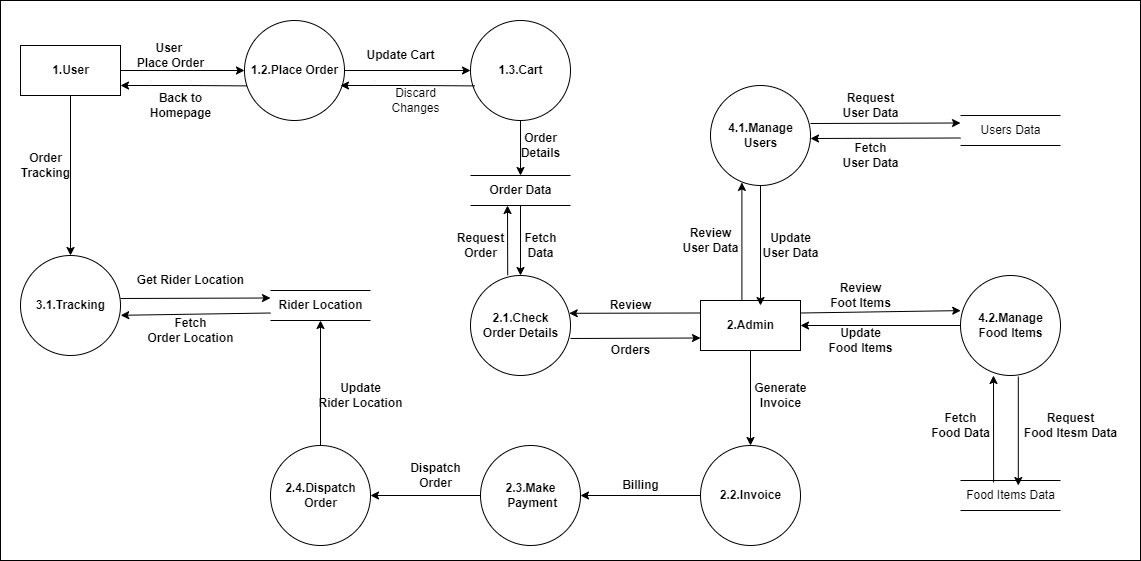 1.User
User
Place Order
Back to
Homepage
1.2.Place Order
Update Cart
Discard
Changes
1.3.Cart
Order
Details
Order
Tracking
Order Data
Request
Order
Fetch
Data
4.1.Manage
Users
Request
User Data
Fetch
User Data
Users Data
Review
User Data
Update
User Data
3.1.Tracking
Get Rider Location
Fetch
Order Location
Rider Location
2.1.Check
Order Details
Review
Orders
2.Admin
Review
Foot Items
Update
Food Items
4.2.Manage
Food Items
Update
Rider Location
Generate
Invoice
Fetch
Food Data
Request
Food Itesm Data
Food Items Data
2.4.Dispatch
Order
Dispatch
Order
2.3.Make
Payment
Billing
2.2.Invoice